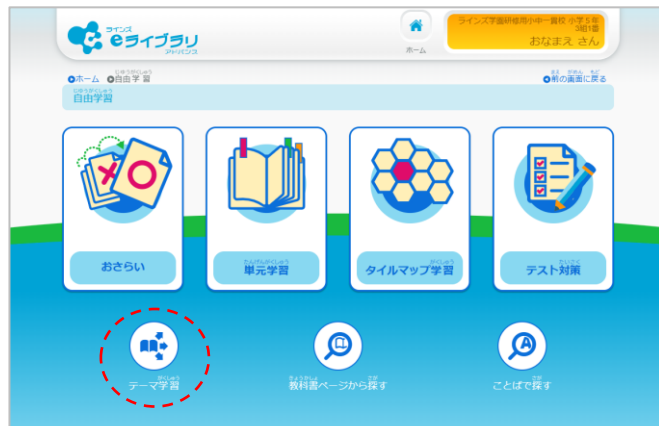 ラインズ
eライブラリ
アドバンス
ホーム
ラインズ学園研修用小中一貫校 小学5年
3組1番
おなまえ さん
ホーム 自由学習
前の画面に戻る
自由学習
おさらい
単元学習
タイルマップ学習
テスト対策
テーマ学習
教科書ページから探す
ことばで探す